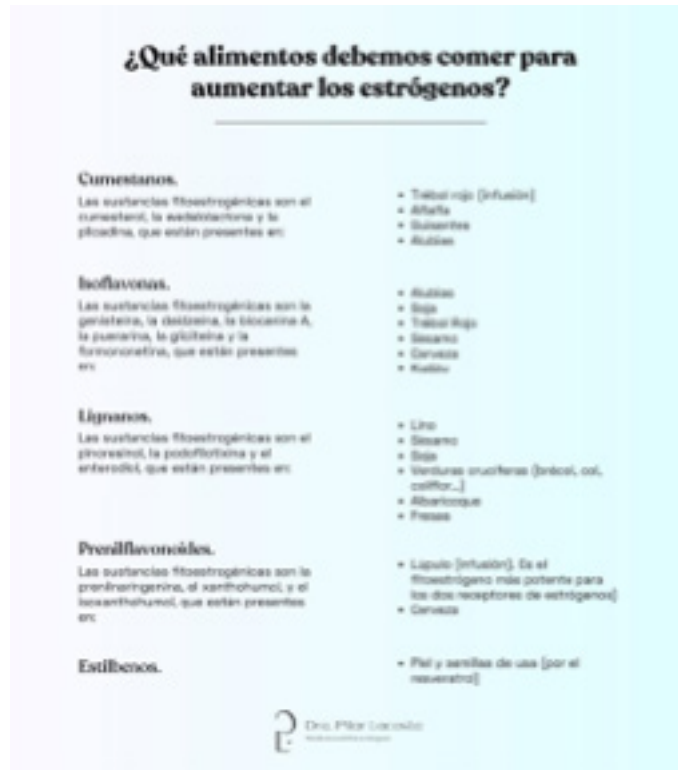 ¿Qué alimentos debemos comer para
aumentar los estrógenos?
Cumestanos.
Las sustancias fitoestrogénicas son el
cumesterol, la wedelolactona y la
plicadina, que están presentes en:
• Trébol rojo (infusión)
• Alfalfa
• Guisantes
• Alubias
Isoflavonas.
Las sustancias fitoestrogénicas son la
genisteína, la daidzeína, la biocanina A,
la puerarina, la gliciteína y la
formononetina, que están presentes
en:
• Alubias
• Soja
• Trébol Rojo
• Sésamo
• Cerveza
• Kudzu
Lignanos.
Las sustancias fitoestrogénicas son el
pinoresinol, la podofilotixina y el
enterodiol, que están presentes en:
• Lino
• Sésamo
• Soja
• Verduras crucíferas (brécol, col,
coliflor...)
• Albaricoque
• Fresas
Prenilflavonoides.
Las sustancias fitoestrogénicas son la
prenilnaringenina, el xanthohumol, y el
isoxanthohumol, que están presentes
en:
• Lúpulo (infusión). Es el
fitoestrógeno más potente para
los dos receptores de estrógenos)
• Cerveza
Estilbenos.
• Piel y semillas de uva (por el
resveratrol)
Dra. Pilar Lacosta